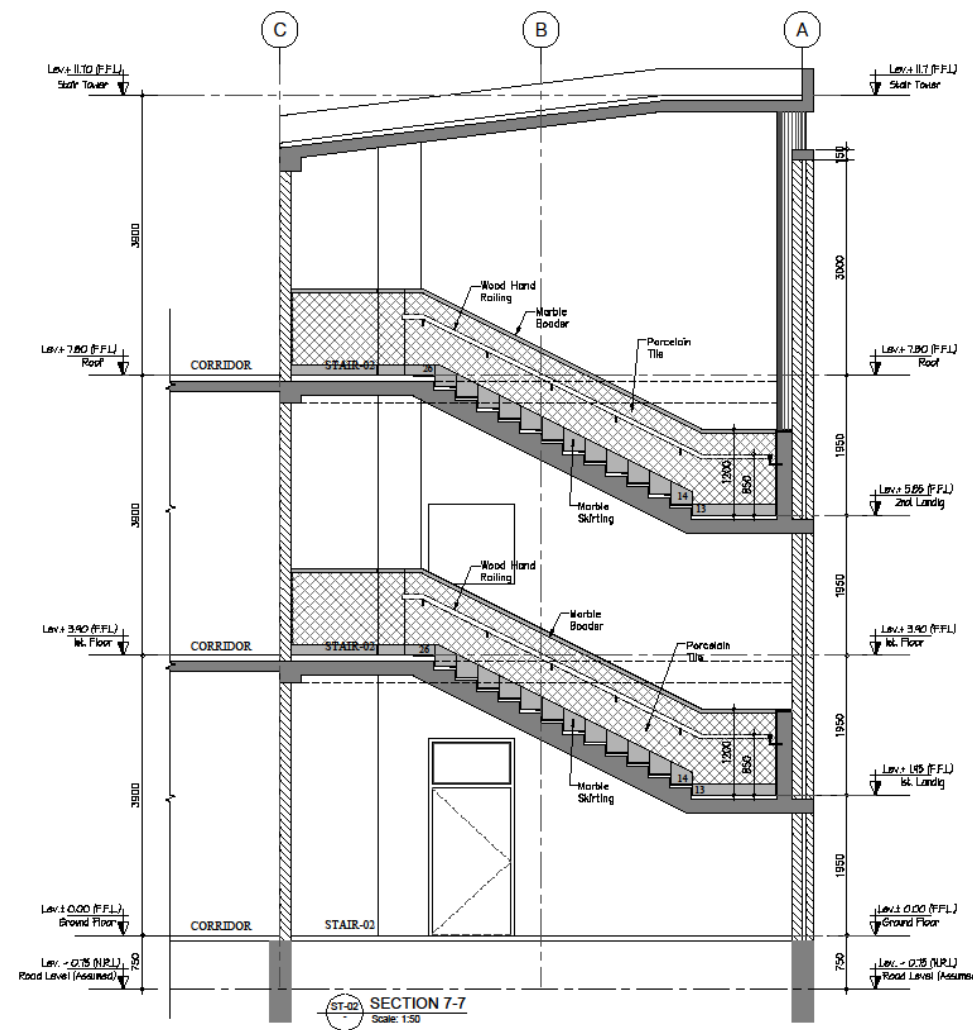 C
B
A
Lev.+ 11.70 (F.F.L)
Stair Tower
Lev.+ 11.7 (F.F.L)
Stair Tower
150
3900
3000
Wood Hand
Railing
Marble
Booder
Porcelain
Tile
Lev.+ 7.80 (F.F.L)
Roof
CORRIDOR
STAIR-02
26
Lev.+ 7.80 (F.F.L)
Roof
1950
1200
850
14
13
Marble
Skirting
Lev.+ 5.85 (F.F.L)
2nd. Landig
3900
1950
Wood Hand
Railing
Marble
Booder
Porcelain
Tile
Lev.+ 3.90 (F.F.L)
1st. Floor
CORRIDOR
STAIR-02
26
Lev.+ 3.90 (F.F.L)
1st. Floor
1950
1200
850
14
13
Marble
Skirting
Lev.+ 1.95 (F.F.L)
1st. Landig
3900
1950
Lev.± 0.00 (F.F.L)
Ground Floor
CORRIDOR
STAIR-02
Lev.± 0.00 (F.F.L)
Ground Floor
750
750
Lev. - 0.75 (N.R.L)
Road Level (Assumed)
Lev. - 0.75 (N.R.L)
Road Level (Assumed
ST-02
-
SECTION 7-7
Scale: 1:50